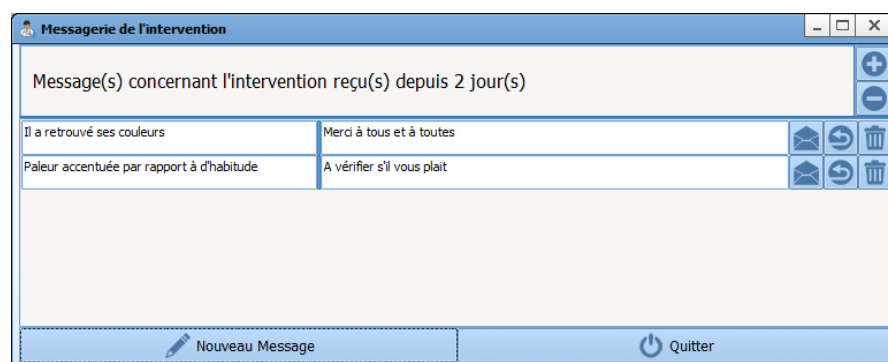 Messagerie de l'intervention
Message(s) concernant l'intervention reçu(s) depuis 2 jour(s)
Il a retrouvé ses couleurs Merci à tous et à toutes
Paleur accentuée par rapport à d'habitude A vérifier s'il vous plait
Nouveau Message Quitter